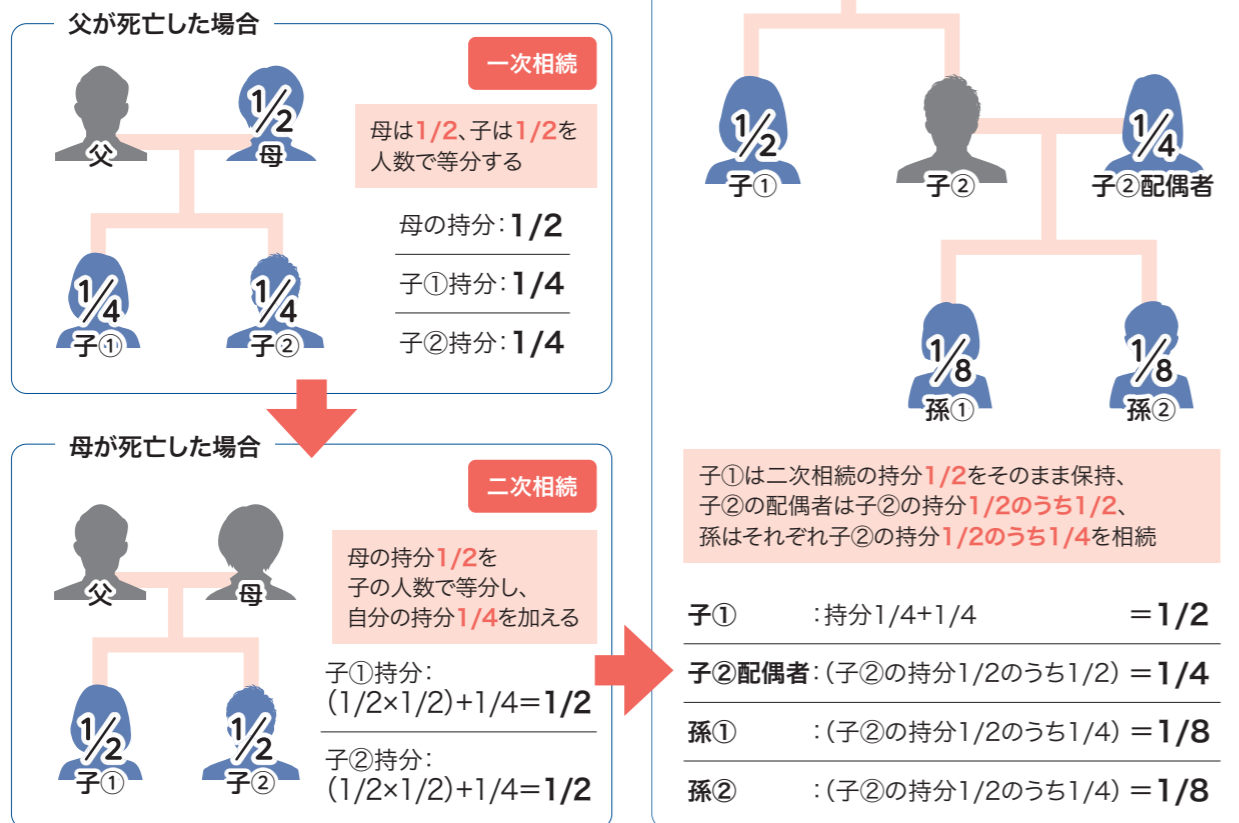 父が死亡した場合
一次相続
1/2
父
母
母は1/2、子は1/2を
人数で等分する
母の持分：1/2
子①持分：1/4
子②持分：1/4
1/4
子①
1/4
子②
母が死亡した場合
二次相続
父
母
母の持分1/2を
子の人数で等分し、
自分の持分1/4を加える
1/2
子①
1/2
子②
子①持分：
(1/2×1/2)+1/4=1/2
子②持分：
(1/2×1/2)+1/4=1/2
1/2
子①
子②
1/4
子②配偶者
1/8
孫①
1/8
孫②
子①は二次相続の持分1/2をそのまま保持、
子②の配偶者は子②の持分1/2のうち1/2、
孫はそれぞれ子②の持分1/2のうち1/4を相続
子① ：持分1/4+1/4 =1/2
子②配偶者：(子②の持分1/2のうち1/2) =1/4
孫① ：(子②の持分1/2のうち1/4) =1/8
孫② ：(子②の持分1/2のうち1/4) =1/8